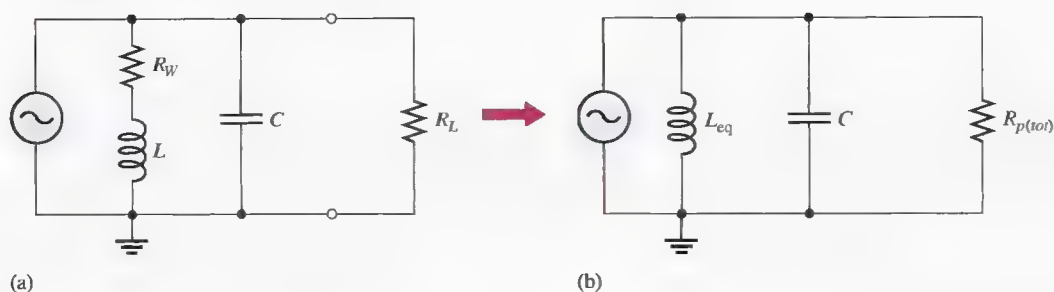 R_W
L
C
R_L
L_eq
C
R_p(tot)
(a)
(b)